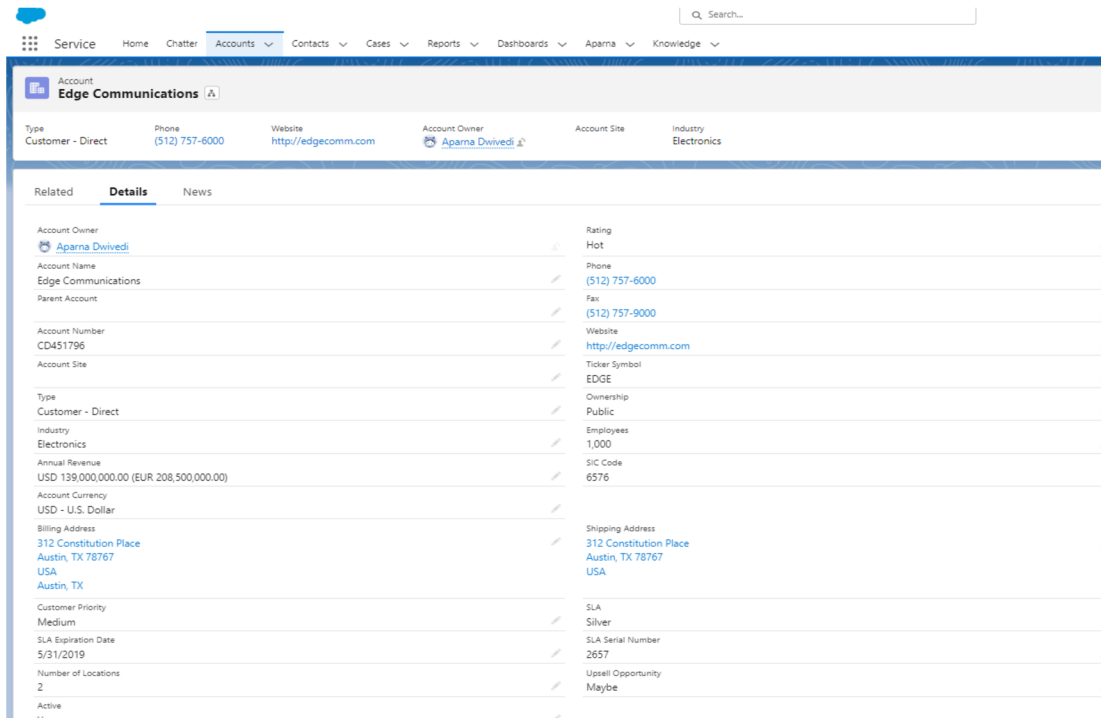 Search...
Service Home Chatter Accounts Contacts Cases Reports Dashboards Aparna Knowledge
Account
Edge Communications
Type Phone Website Account Owner Account Site Industry
Customer - Direct (512) 757-6000 http://edgecomm.com Aparna Dwivedi Electronics
Related Details News
Account Owner Rating
Aparna Dwivedi Hot
Account Name Phone
Edge Communications (512) 757-6000
Parent Account Fax
(512) 757-9000
Account Number Website
CD451796 http://edgecomm.com
Account Site Ticker Symbol
EDGE
Type Ownership
Customer - Direct Public
Industry Employees
Electronics 1,000
Annual Revenue SIC Code
USD 139,000,000.00 (EUR 208,500,000.00) 6576
Account Currency
USD - U.S. Dollar
Billing Address Shipping Address
312 Constitution Place 312 Constitution Place
Austin, TX 78767 Austin, TX 78767
USA USA
Austin, TX
Customer Priority SLA
Medium Silver
SLA Expiration Date SLA Serial Number
5/31/2019 2657
Number of Locations Upsell Opportunity
2 Maybe
Active